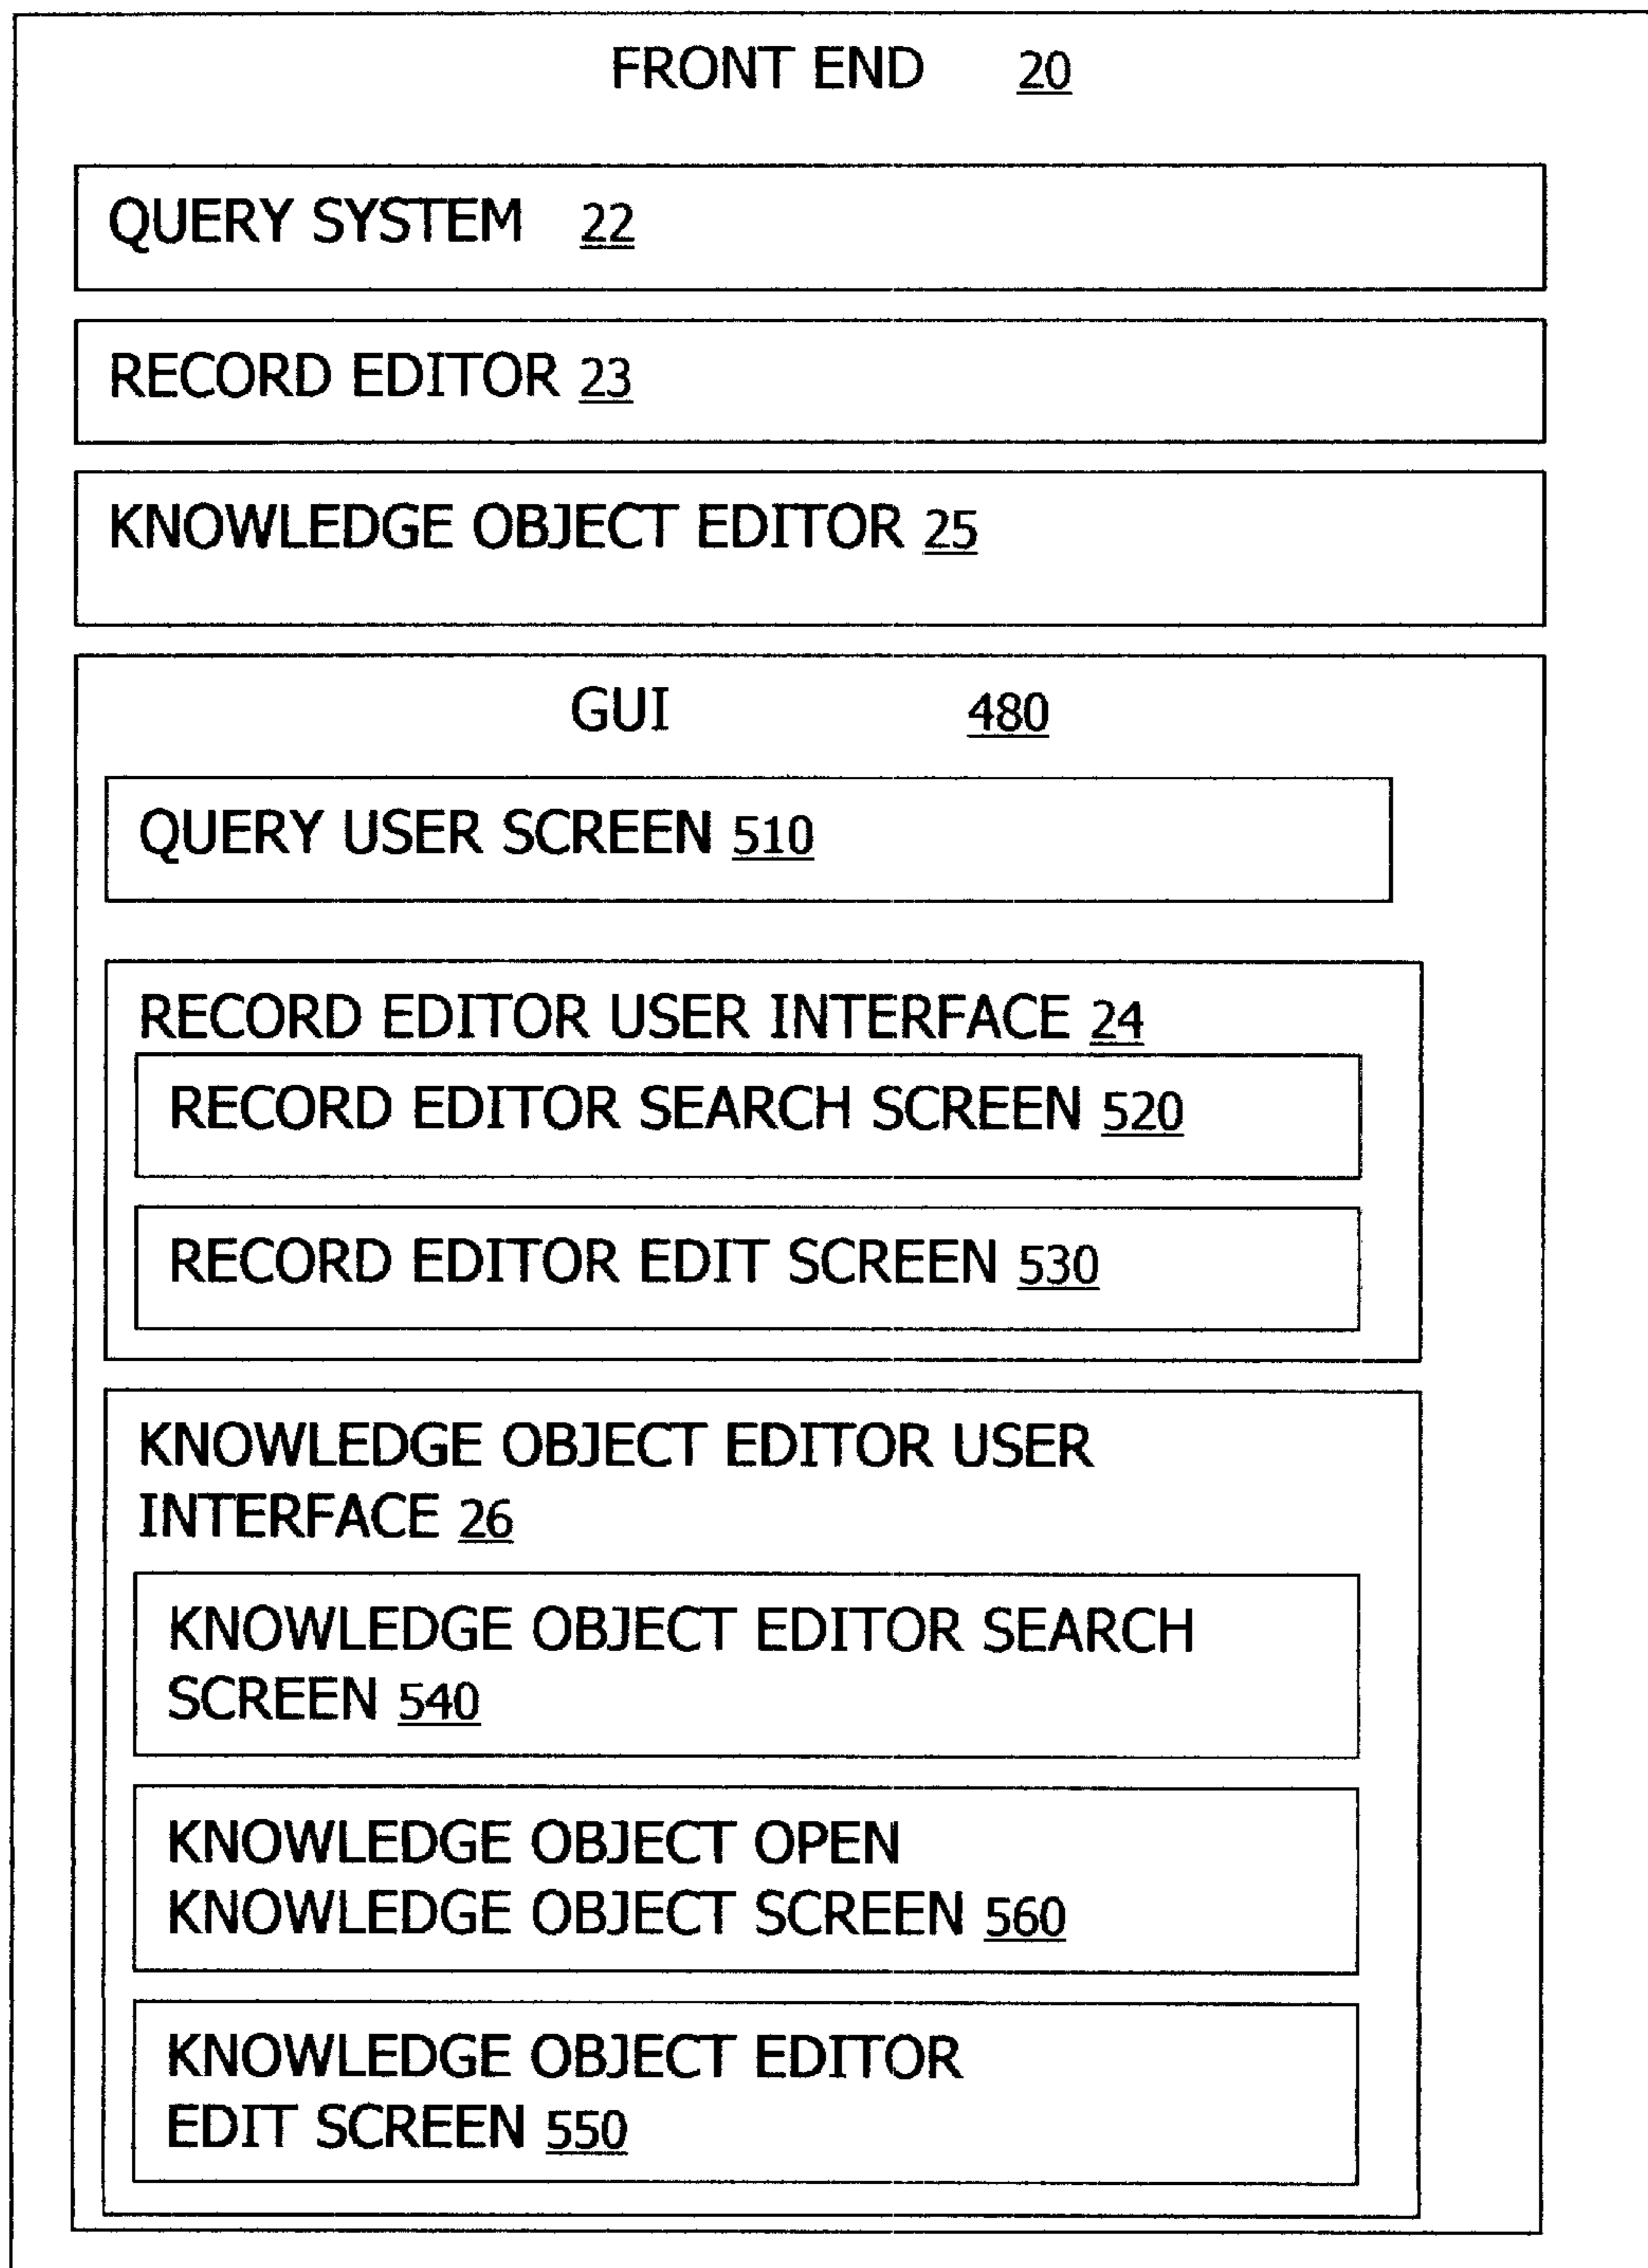 FRONT END 20
QUERY SYSTEM 22
RECORD EDITOR 23
KNOWLEDGE OBJECT EDITOR 25
GUI 480
QUERY USER SCREEN 510
RECORD EDITOR USER INTERFACE 24
RECORD EDITOR SEARCH SCREEN 520
RECORD EDITOR EDIT SCREEN 530
KNOWLEDGE OBJECT EDITOR USER
INTERFACE 26
KNOWLEDGE OBJECT EDITOR SEARCH
SCREEN 540
KNOWLEDGE OBJECT OPEN
KNOWLEDGE OBJECT SCREEN 560
KNOWLEDGE OBJECT EDITOR
EDIT SCREEN 550